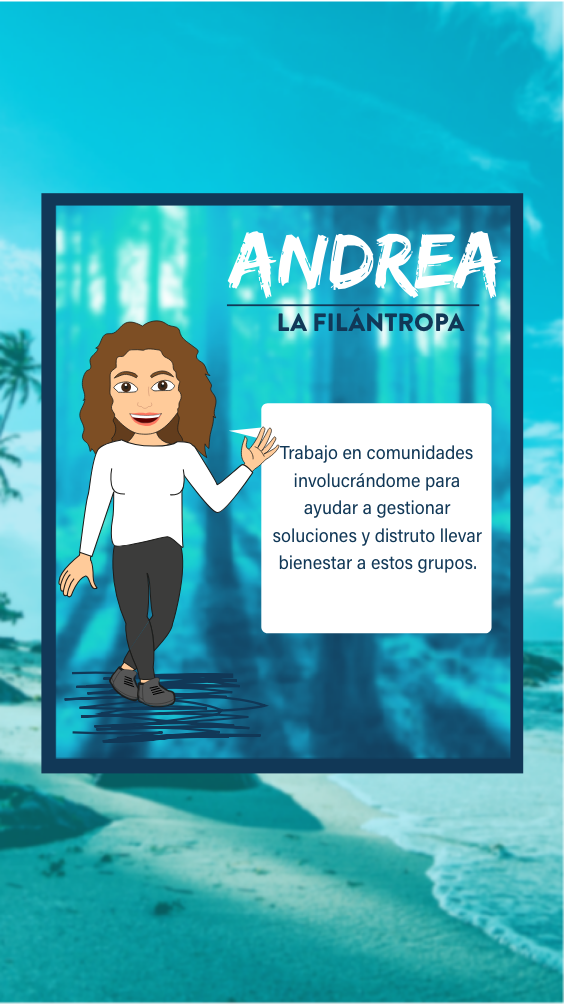 ANDREA
LA FILÁNTROPA
Trabajo en comunidades
involucrándome para
ayudar a gestionar
soluciones y distruto llevar
bienestar a estos grupos.